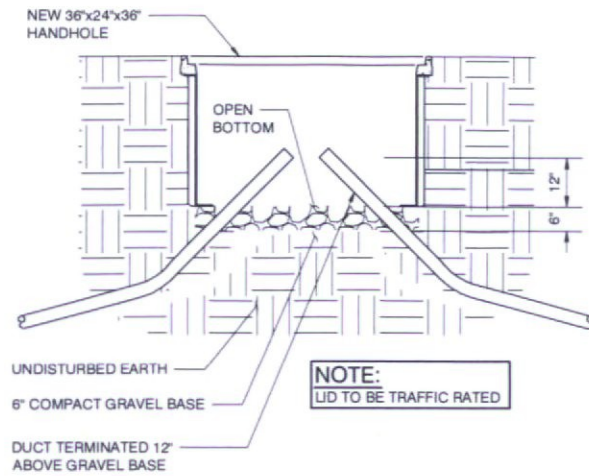 NEW 36"x24"x36"
HANDHOLE
OPEN
BOTTOM
12"
6"
UNDISTURBED EARTH
6" COMPACT GRAVEL BASE
DUCT TERMINATED 12"
ABOVE GRAVEL BASE
NOTE:
LID TO BE TRAFFIC RATED